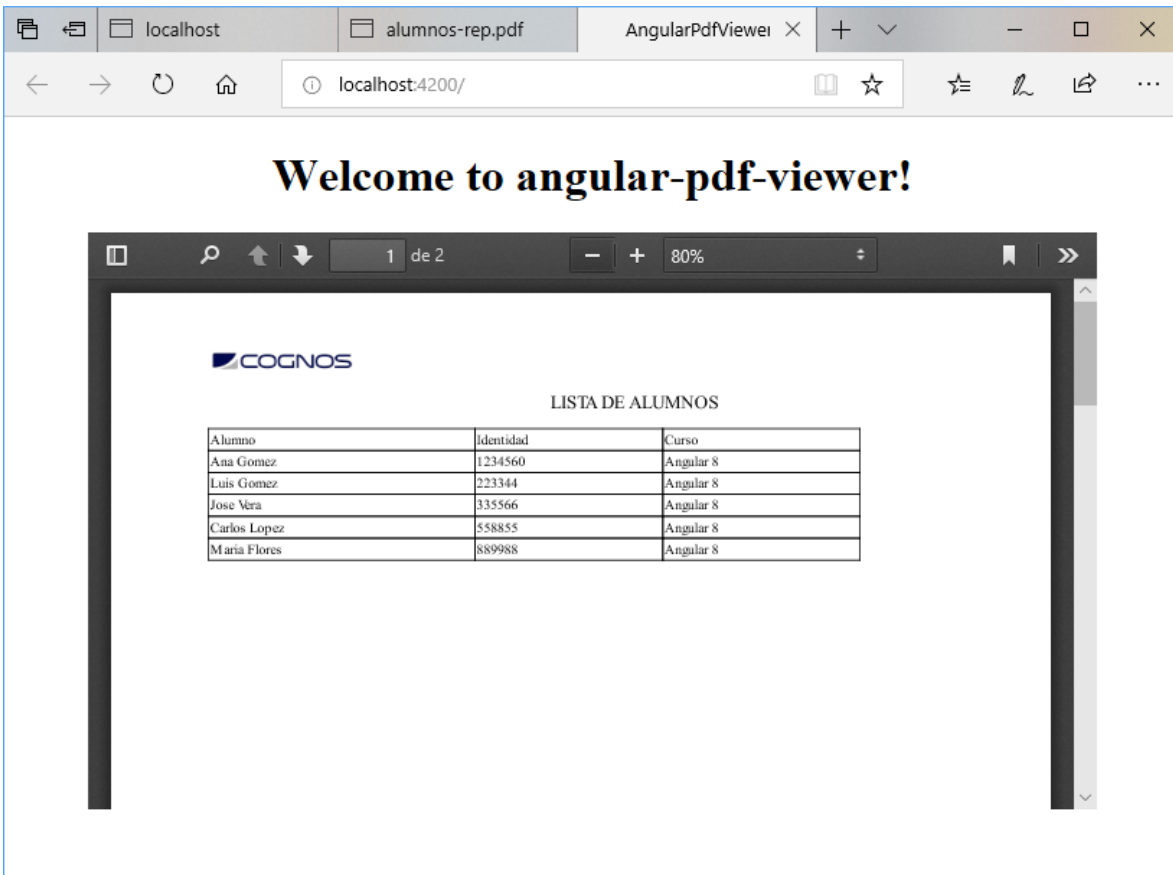 localhost alumnos-rep.pdf AngularPdfViewer
localhost:4200/
Welcome to angular-pdf-viewer!
1 de 2 80%
COGNOS
LISTA DE ALUMNOS
Alumno Identidad Curso
Ana Gomez 1234560 Angular 8
Luis Gomez 223344 Angular 8
Jose Vera 335566 Angular 8
Carlos Lopez 558855 Angular 8
Maria Flores 889988 Angular 8